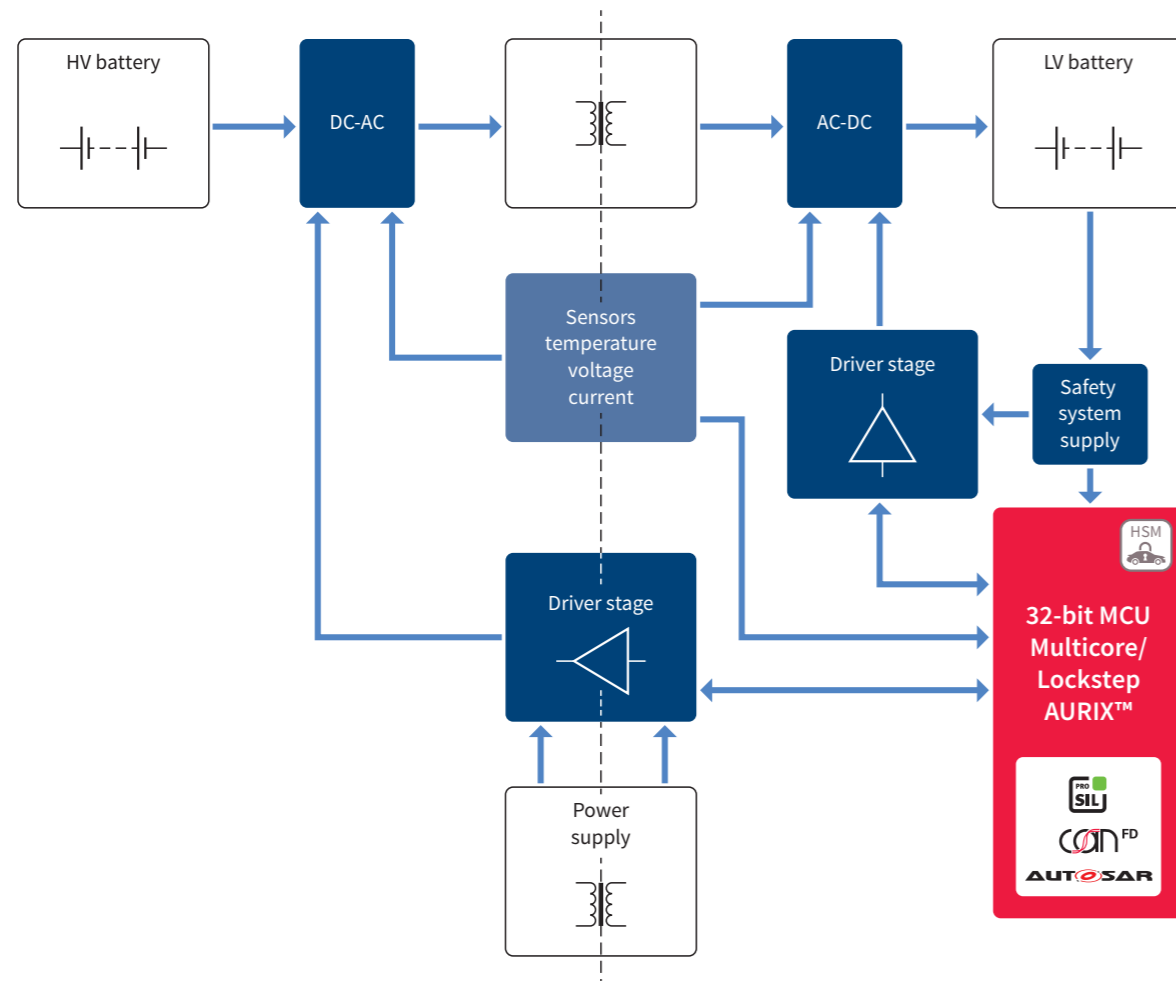 HV battery
DC-AC
AC-DC
LV battery
Sensors
temperature
voltage
current
Driver stage
Safety
system
supply
HSM
Driver stage
32-bit MCU
Multicore/
Lockstep
AURIX™
Power
supply
PRO
SIL
CAN FD
AUTOSAR